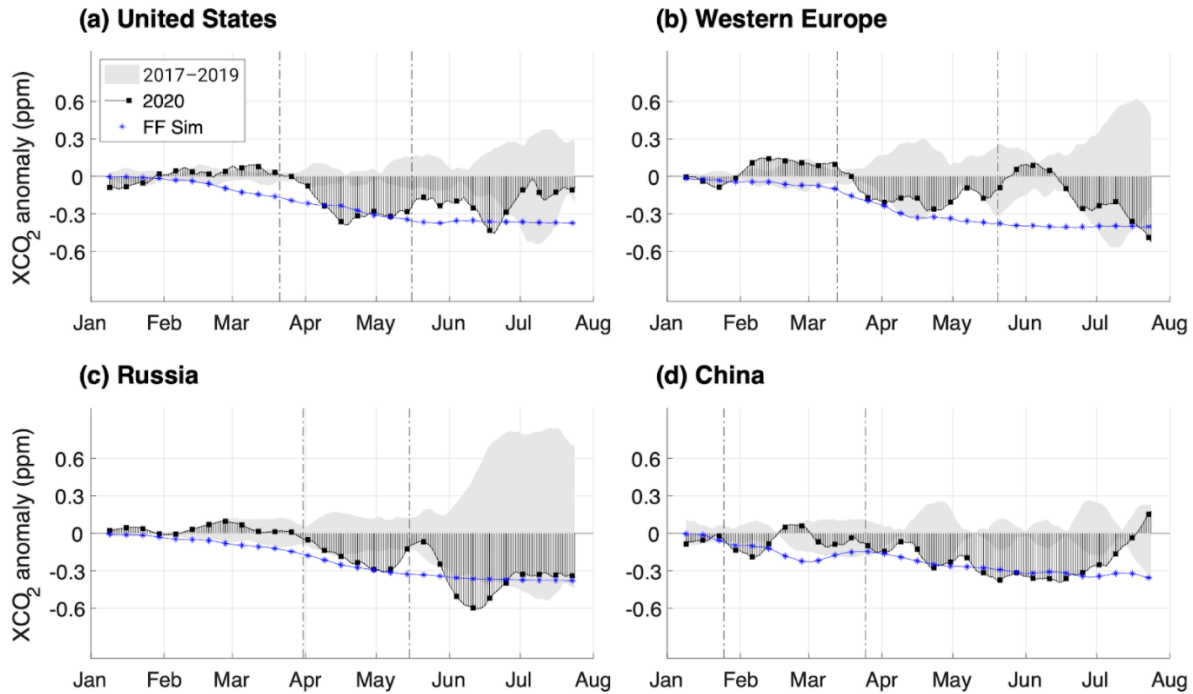 (a) United States
(b) Western Europe
XCO2 anomaly (ppm)
0.6
0.3
0
-0.3
-0.6
2017−2019
2020
FF Sim
Jan Feb Mar Apr May Jun Jul Aug
0.6
0.3
0
-0.3
-0.6
Jan Feb Mar Apr May Jun Jul Aug
(c) Russia
(d) China
XCO2 anomaly (ppm)
0.6
0.3
0
-0.3
-0.6
Jan Feb Mar Apr May Jun Jul Aug
0.6
0.3
0
-0.3
-0.6
Jan Feb Mar Apr May Jun Jul Aug